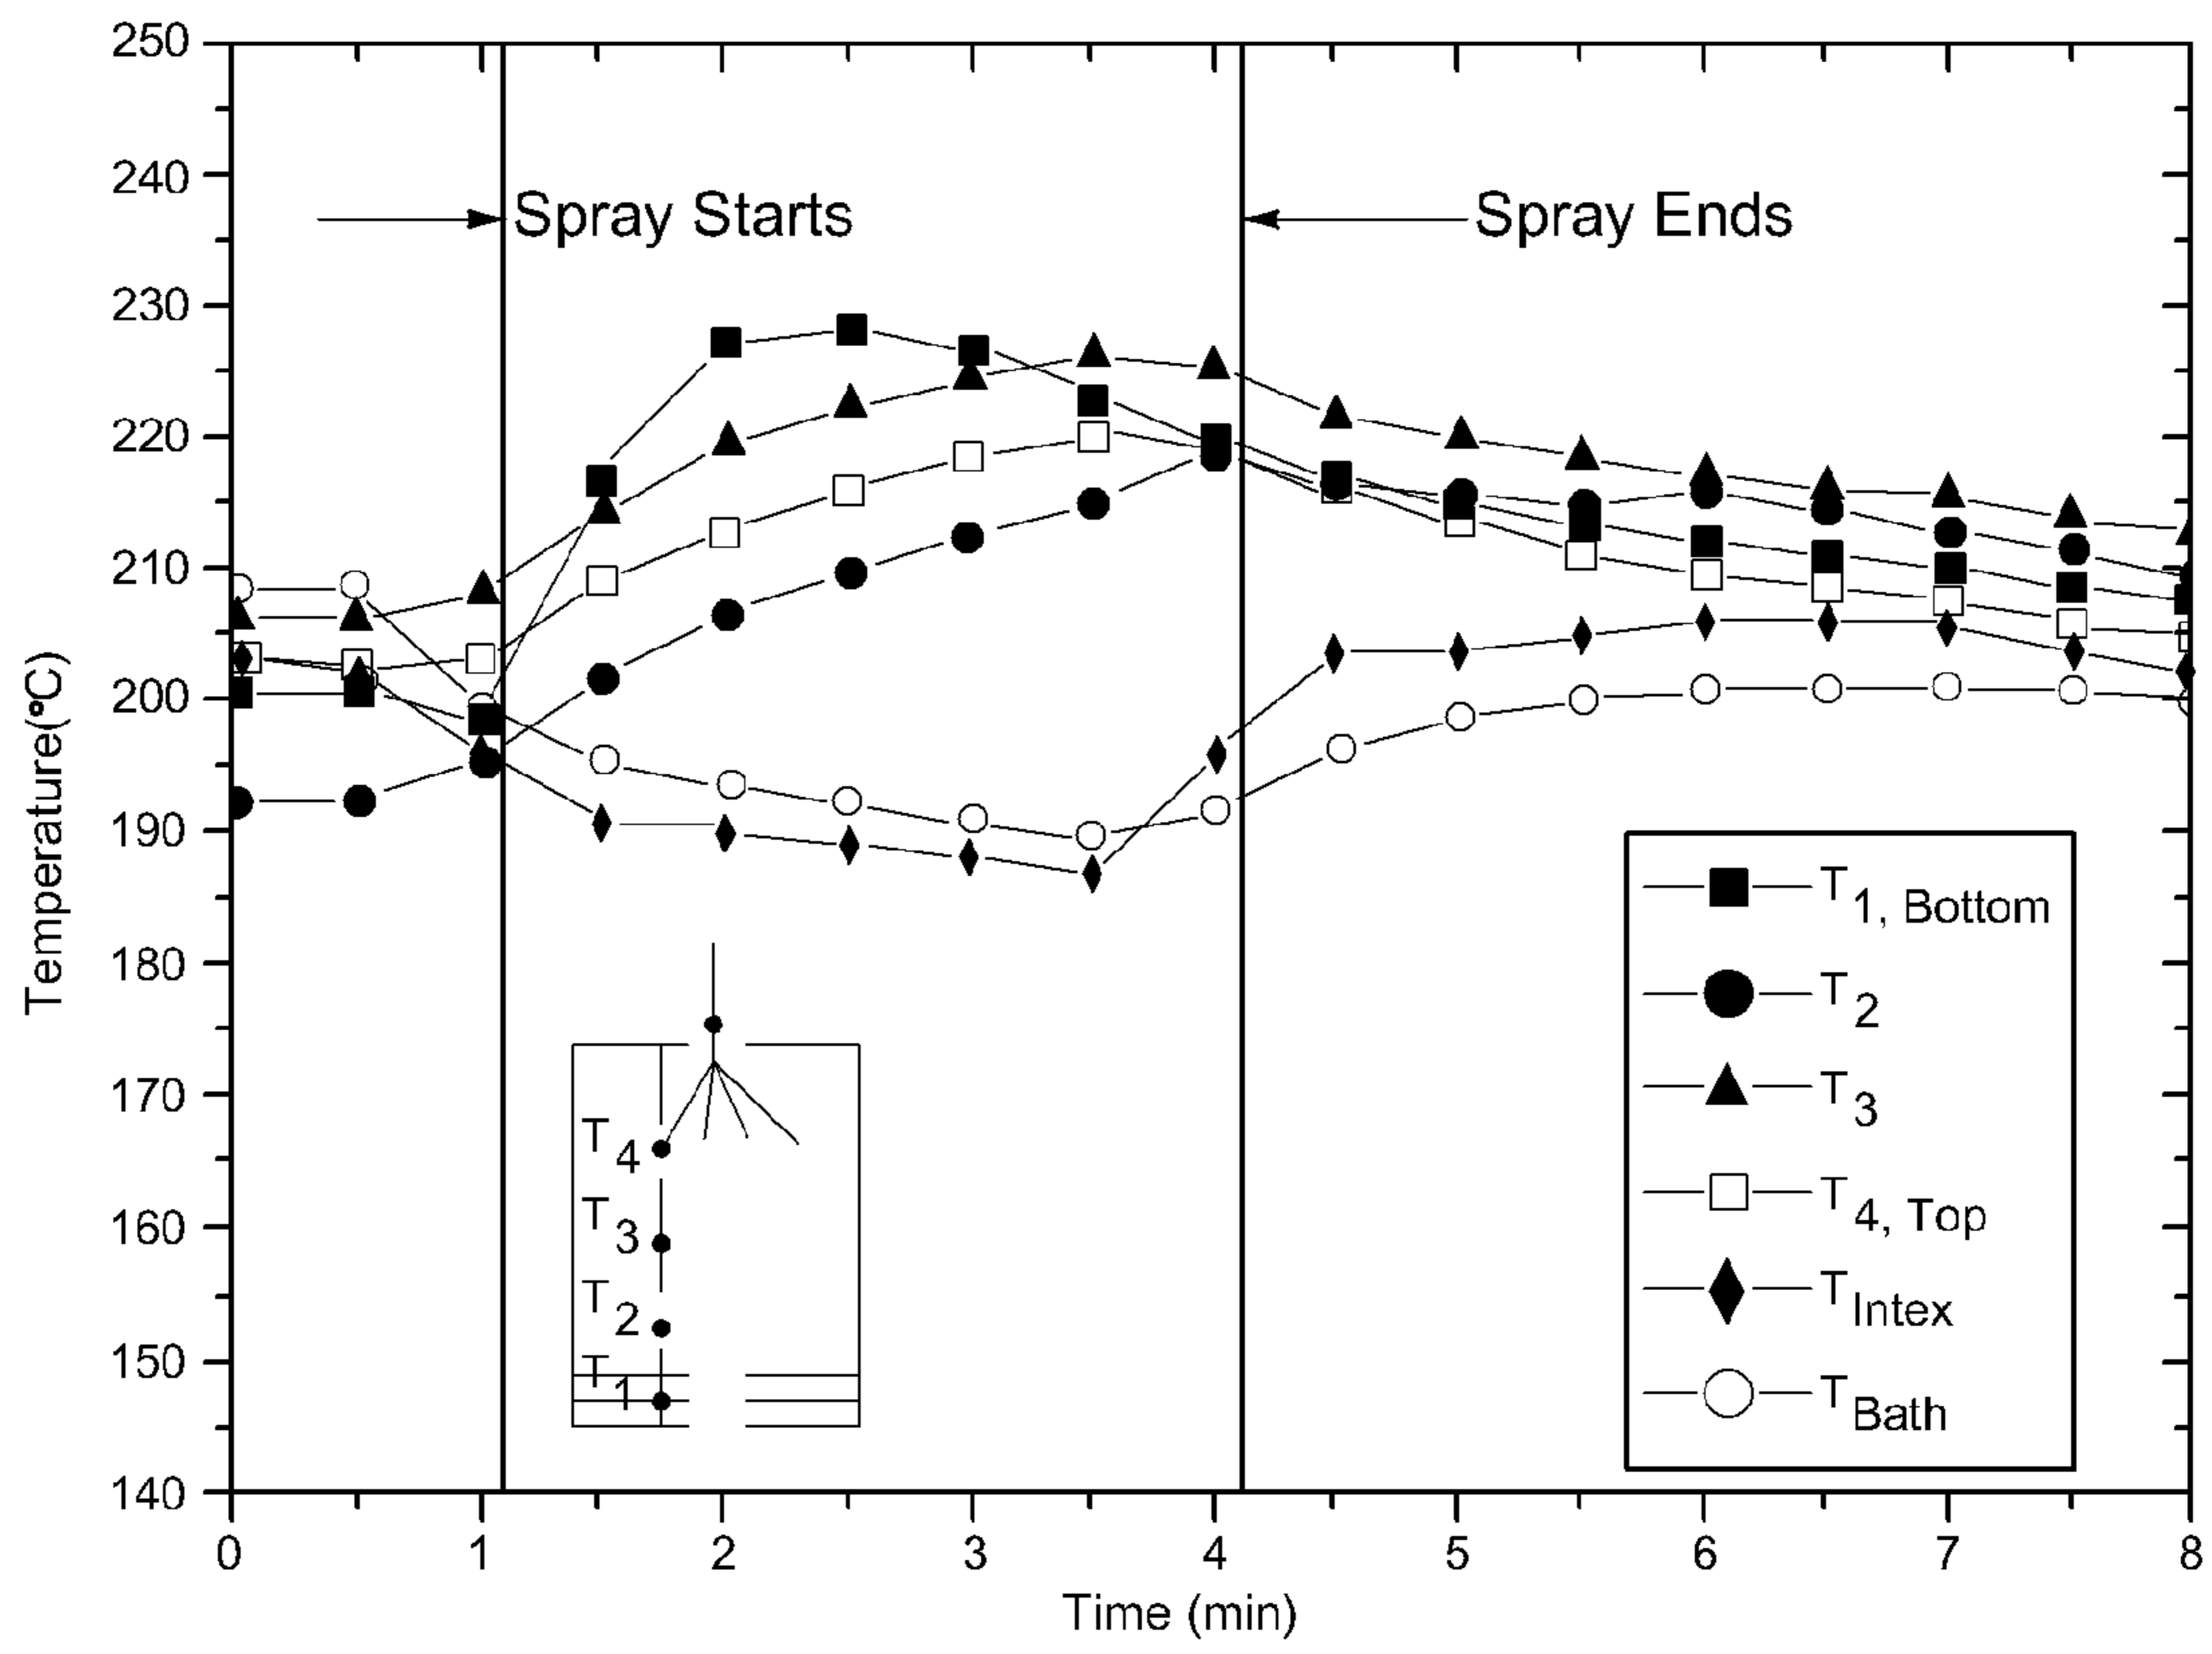 250
240
230
220
210
200
190
180
170
160
150
140
Temperature(°C)
Spray Starts
Spray Ends
T4
T3
T2
T1
T1, Bottom
T2
T3
T4, Top
TIntex
TBath
0 1 2 3 4 5 6 7 8
Time (min)